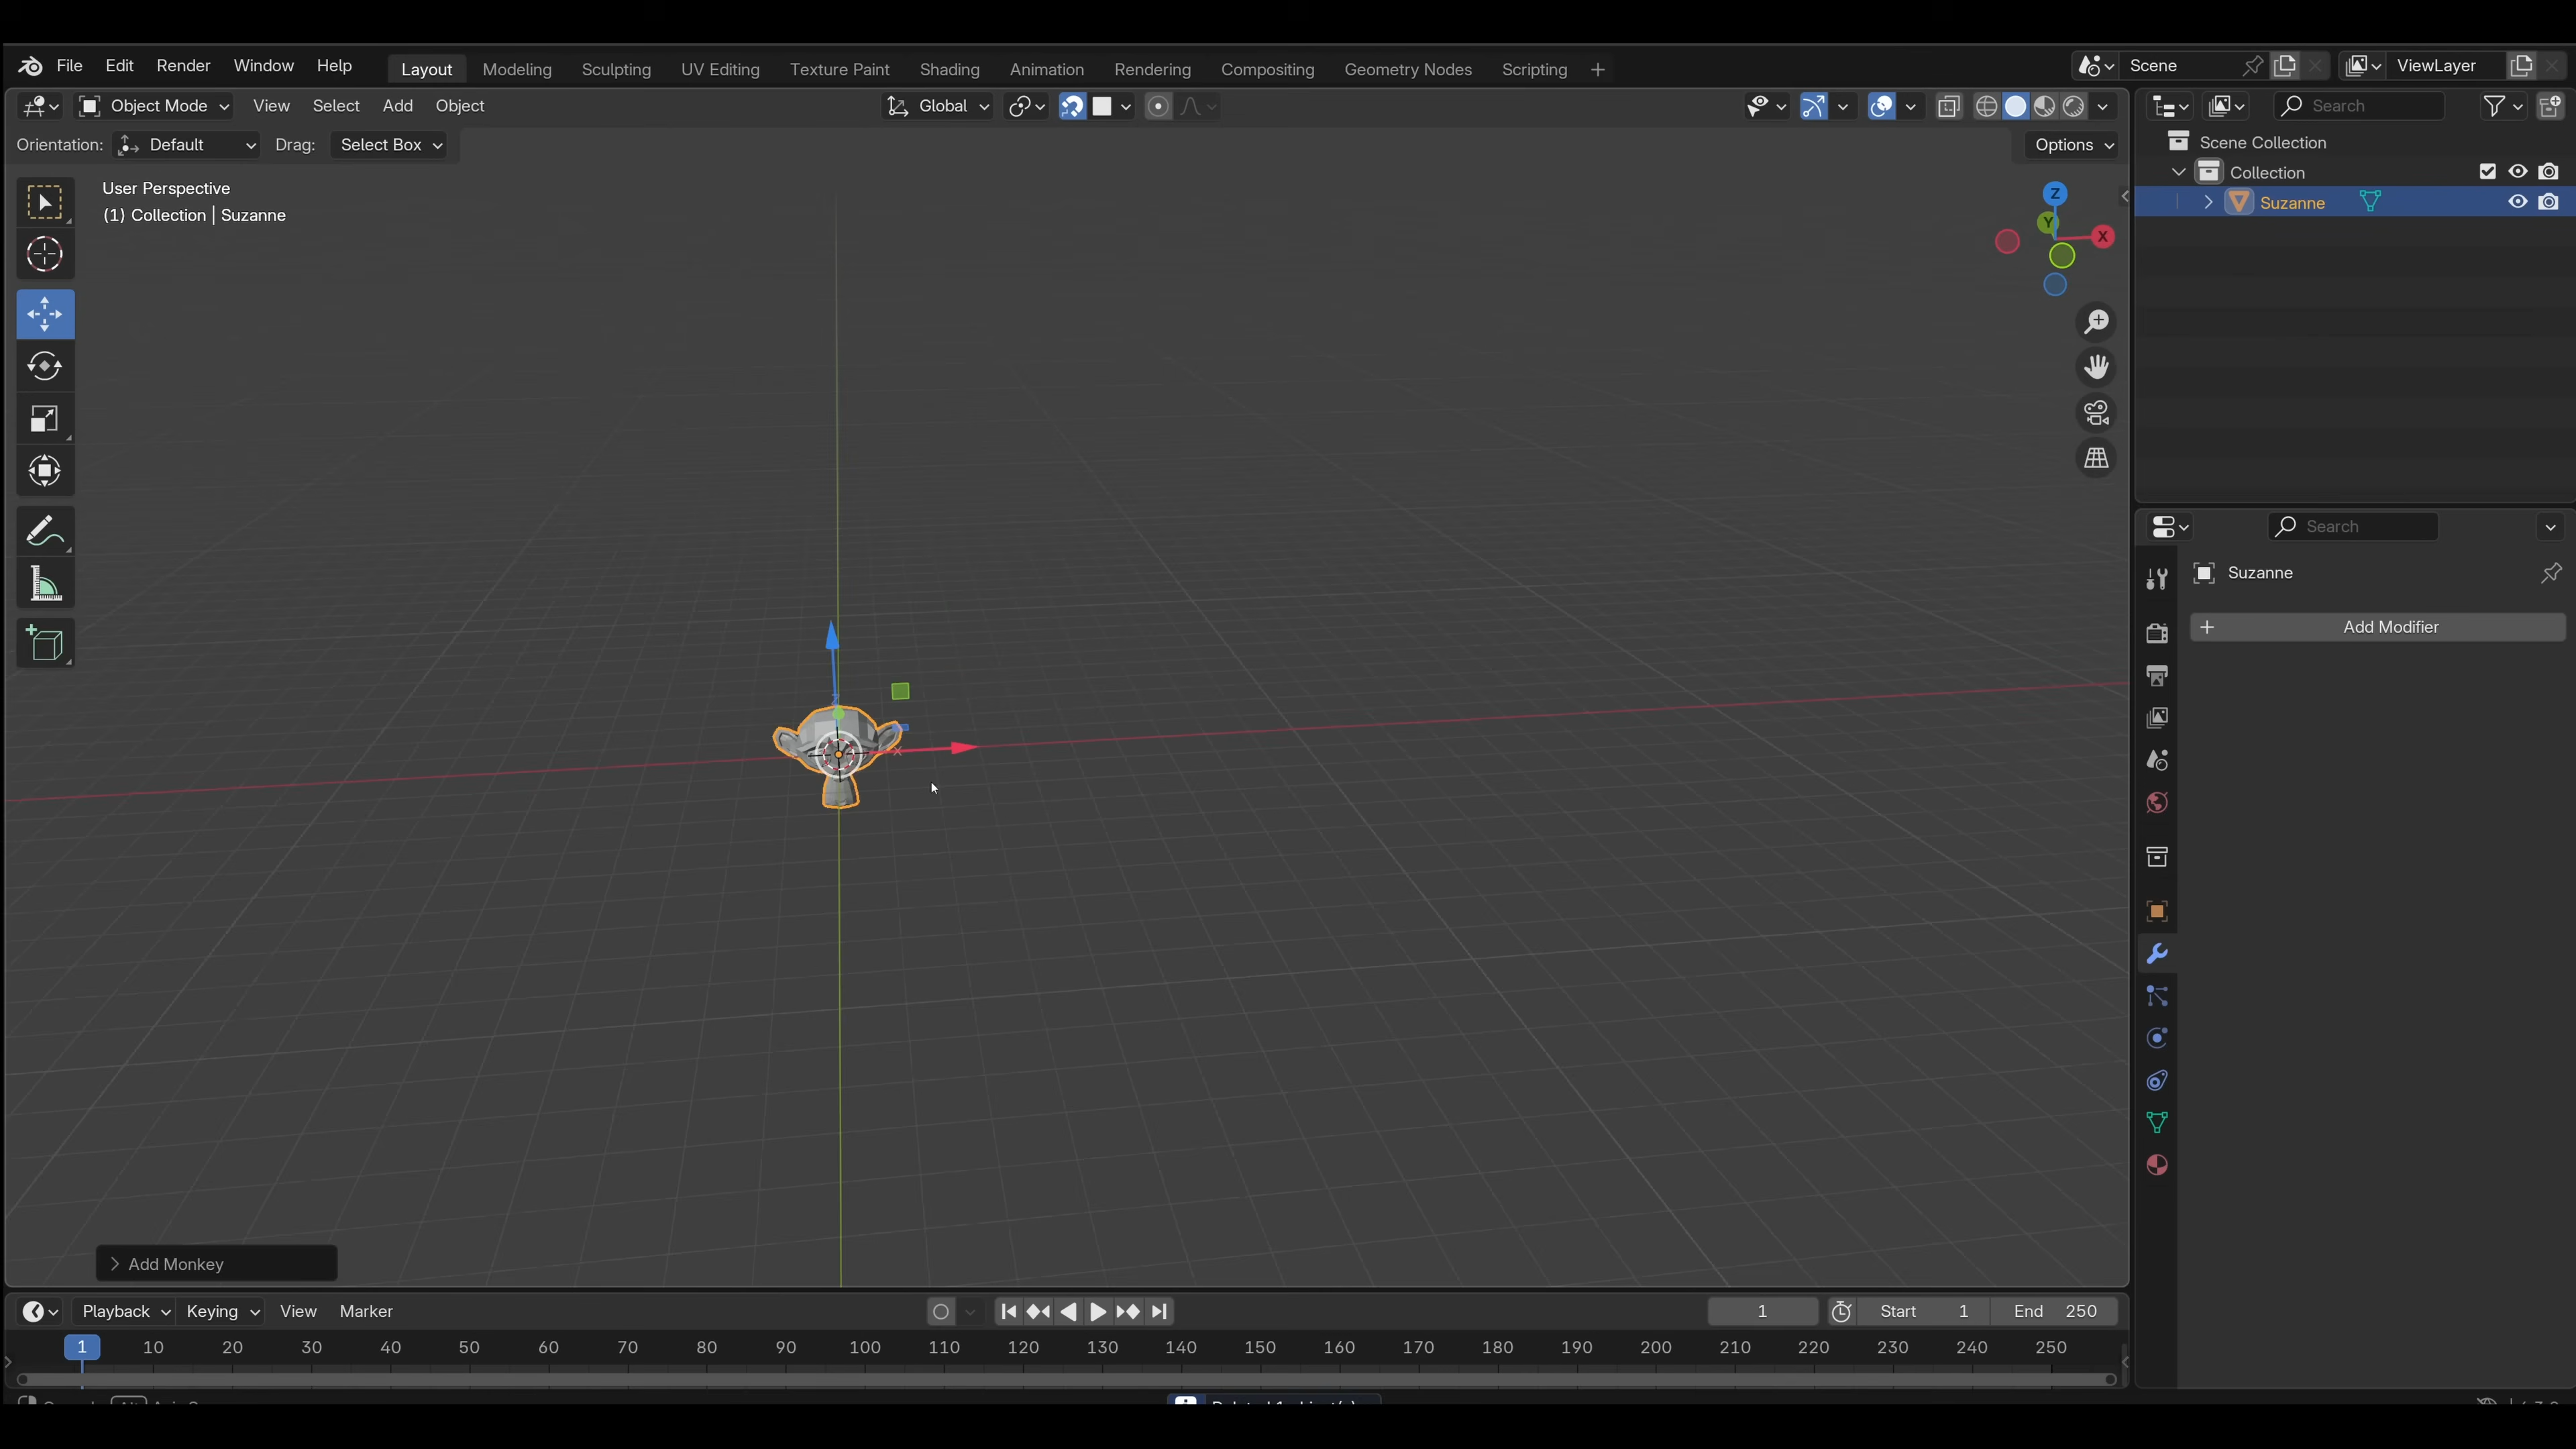 File Edit Render Window Help Layout Modeling Sculpting UV Editing Texture Paint Shading Animation Rendering Compositing Geometry Nodes Scripting + Scene ViewLayer
Object Mode View Select Add Object Global Search
Orientation: Default Drag: Select Box Options
Scene Collection
Collection
Suzanne
User Perspective
(1) Collection | Suzanne
Z
Y
X
Search
Suzanne
+ Add Modifier
Add Monkey
Playback Keying View Marker 1 Start 1 End 250
1 10 20 30 40 50 60 70 80 90 100 110 120 130 140 150 160 170 180 190 200 210 220 230 240 250